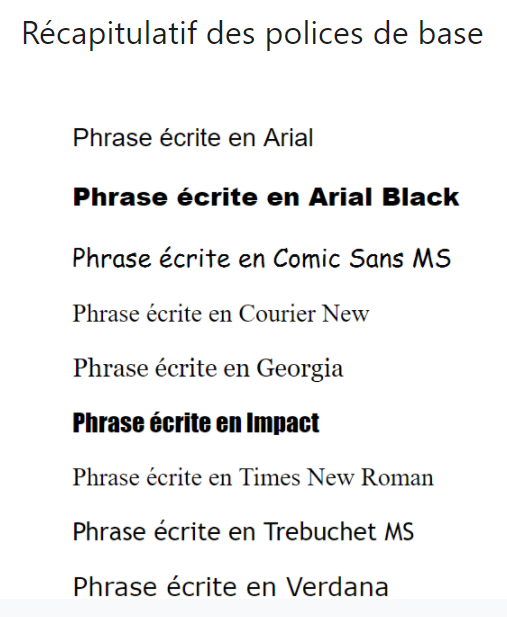 Récapitulatif des polices de base
Phrase écrite en Arial
Phrase écrite en Arial Black
Phrase écrite en Comic Sans MS
Phrase écrite en Courier New
Phrase écrite en Georgia
Phrase écrite en Impact
Phrase écrite en Times New Roman
Phrase écrite en Trebuchet MS
Phrase écrite en Verdana